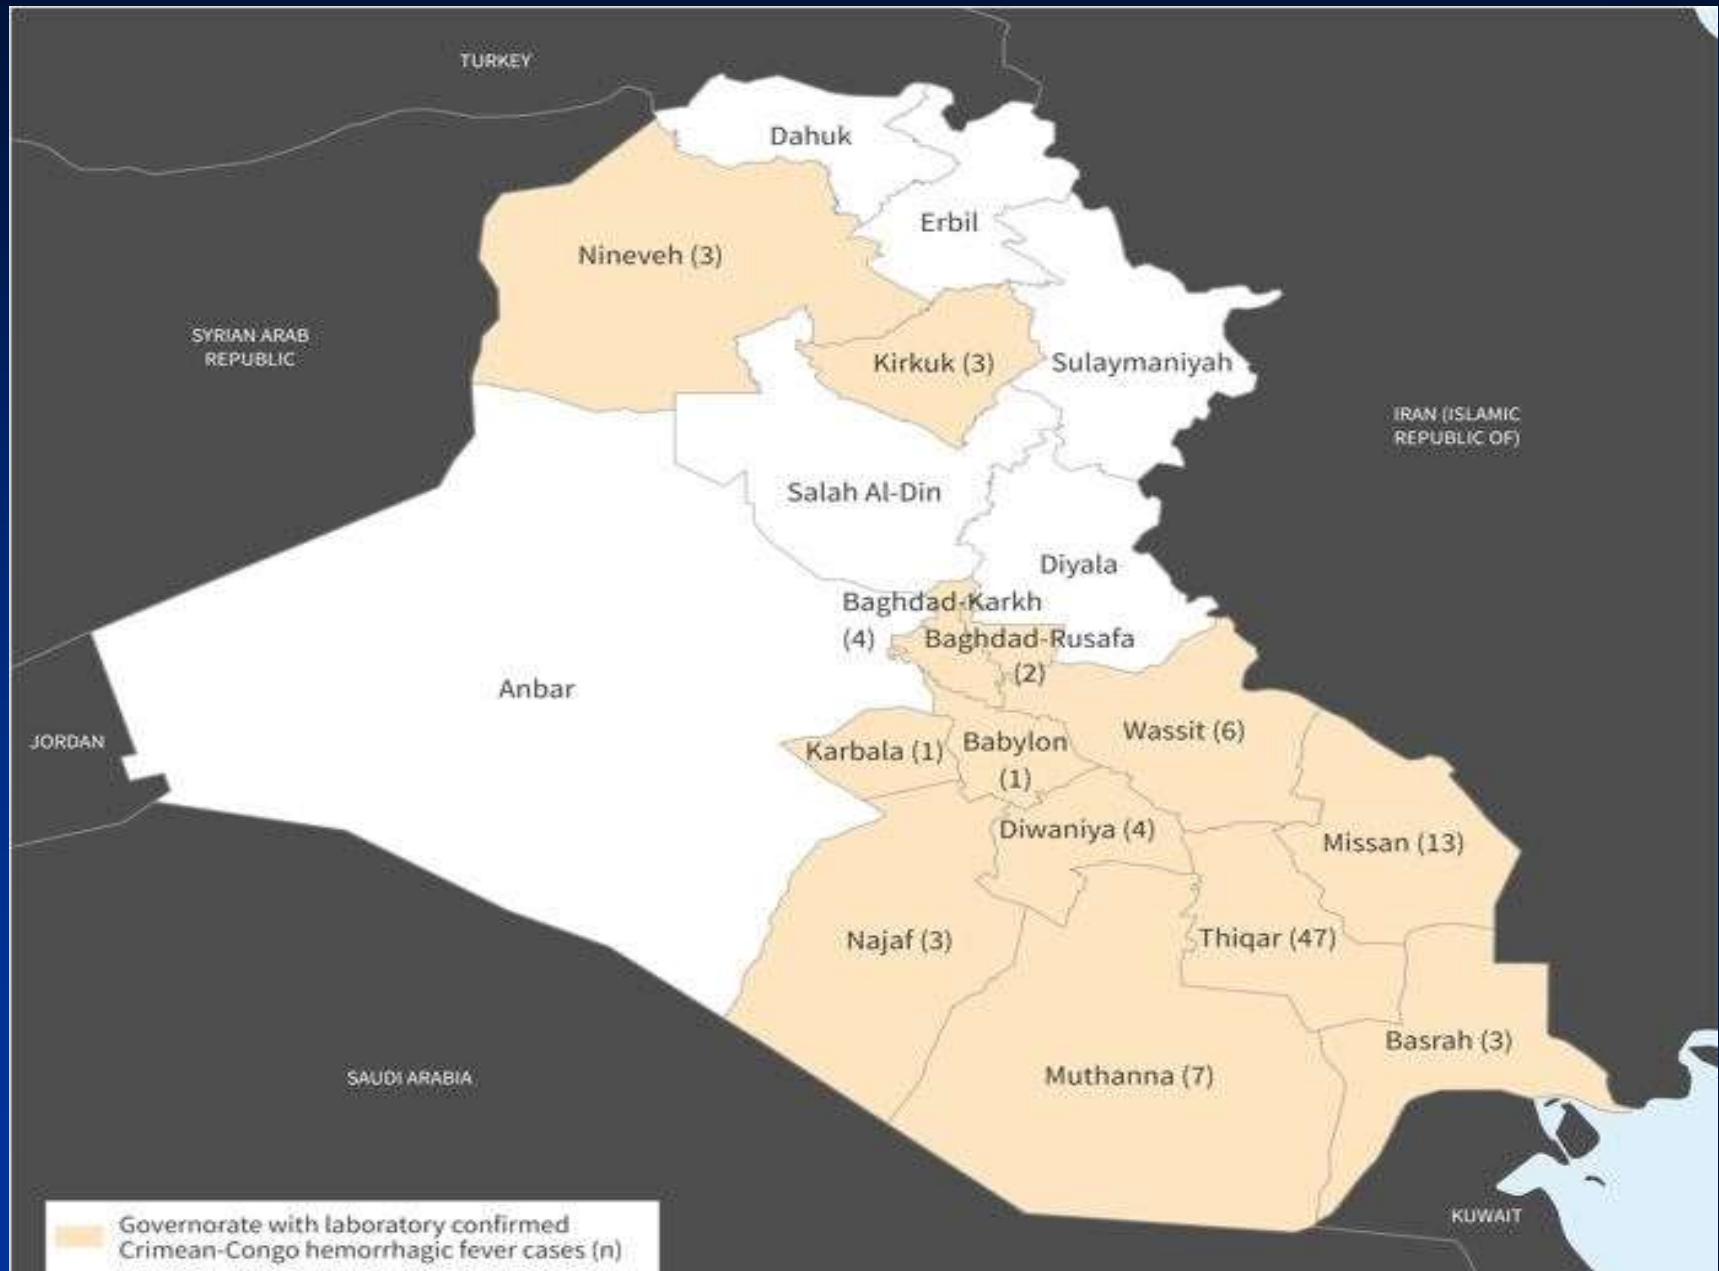 TURKEY
Dahuk
Erbil
Nineveh (3)
SYRIAN ARAB
REPUBLIC
Kirkuk (3)
Sulaymaniyah
IRAN (ISLAMIC
REPUBLIC OF)
Salah Al-Din
Diyala
Baghdad-Karkh
(4)
Baghdad-Rusafa
(2)
Anbar
JORDAN
Karbala (1)
Babylon
(1)
Wassit (6)
Diwaniya (4)
Missan (13)
Najaf (3)
Thiqar (47)
Basrah (3)
Muthanna (7)
SAUDI ARABIA
KUWAIT
Governorate with laboratory confirmed
Crimean-Congo hemorrhagic fever cases (n)